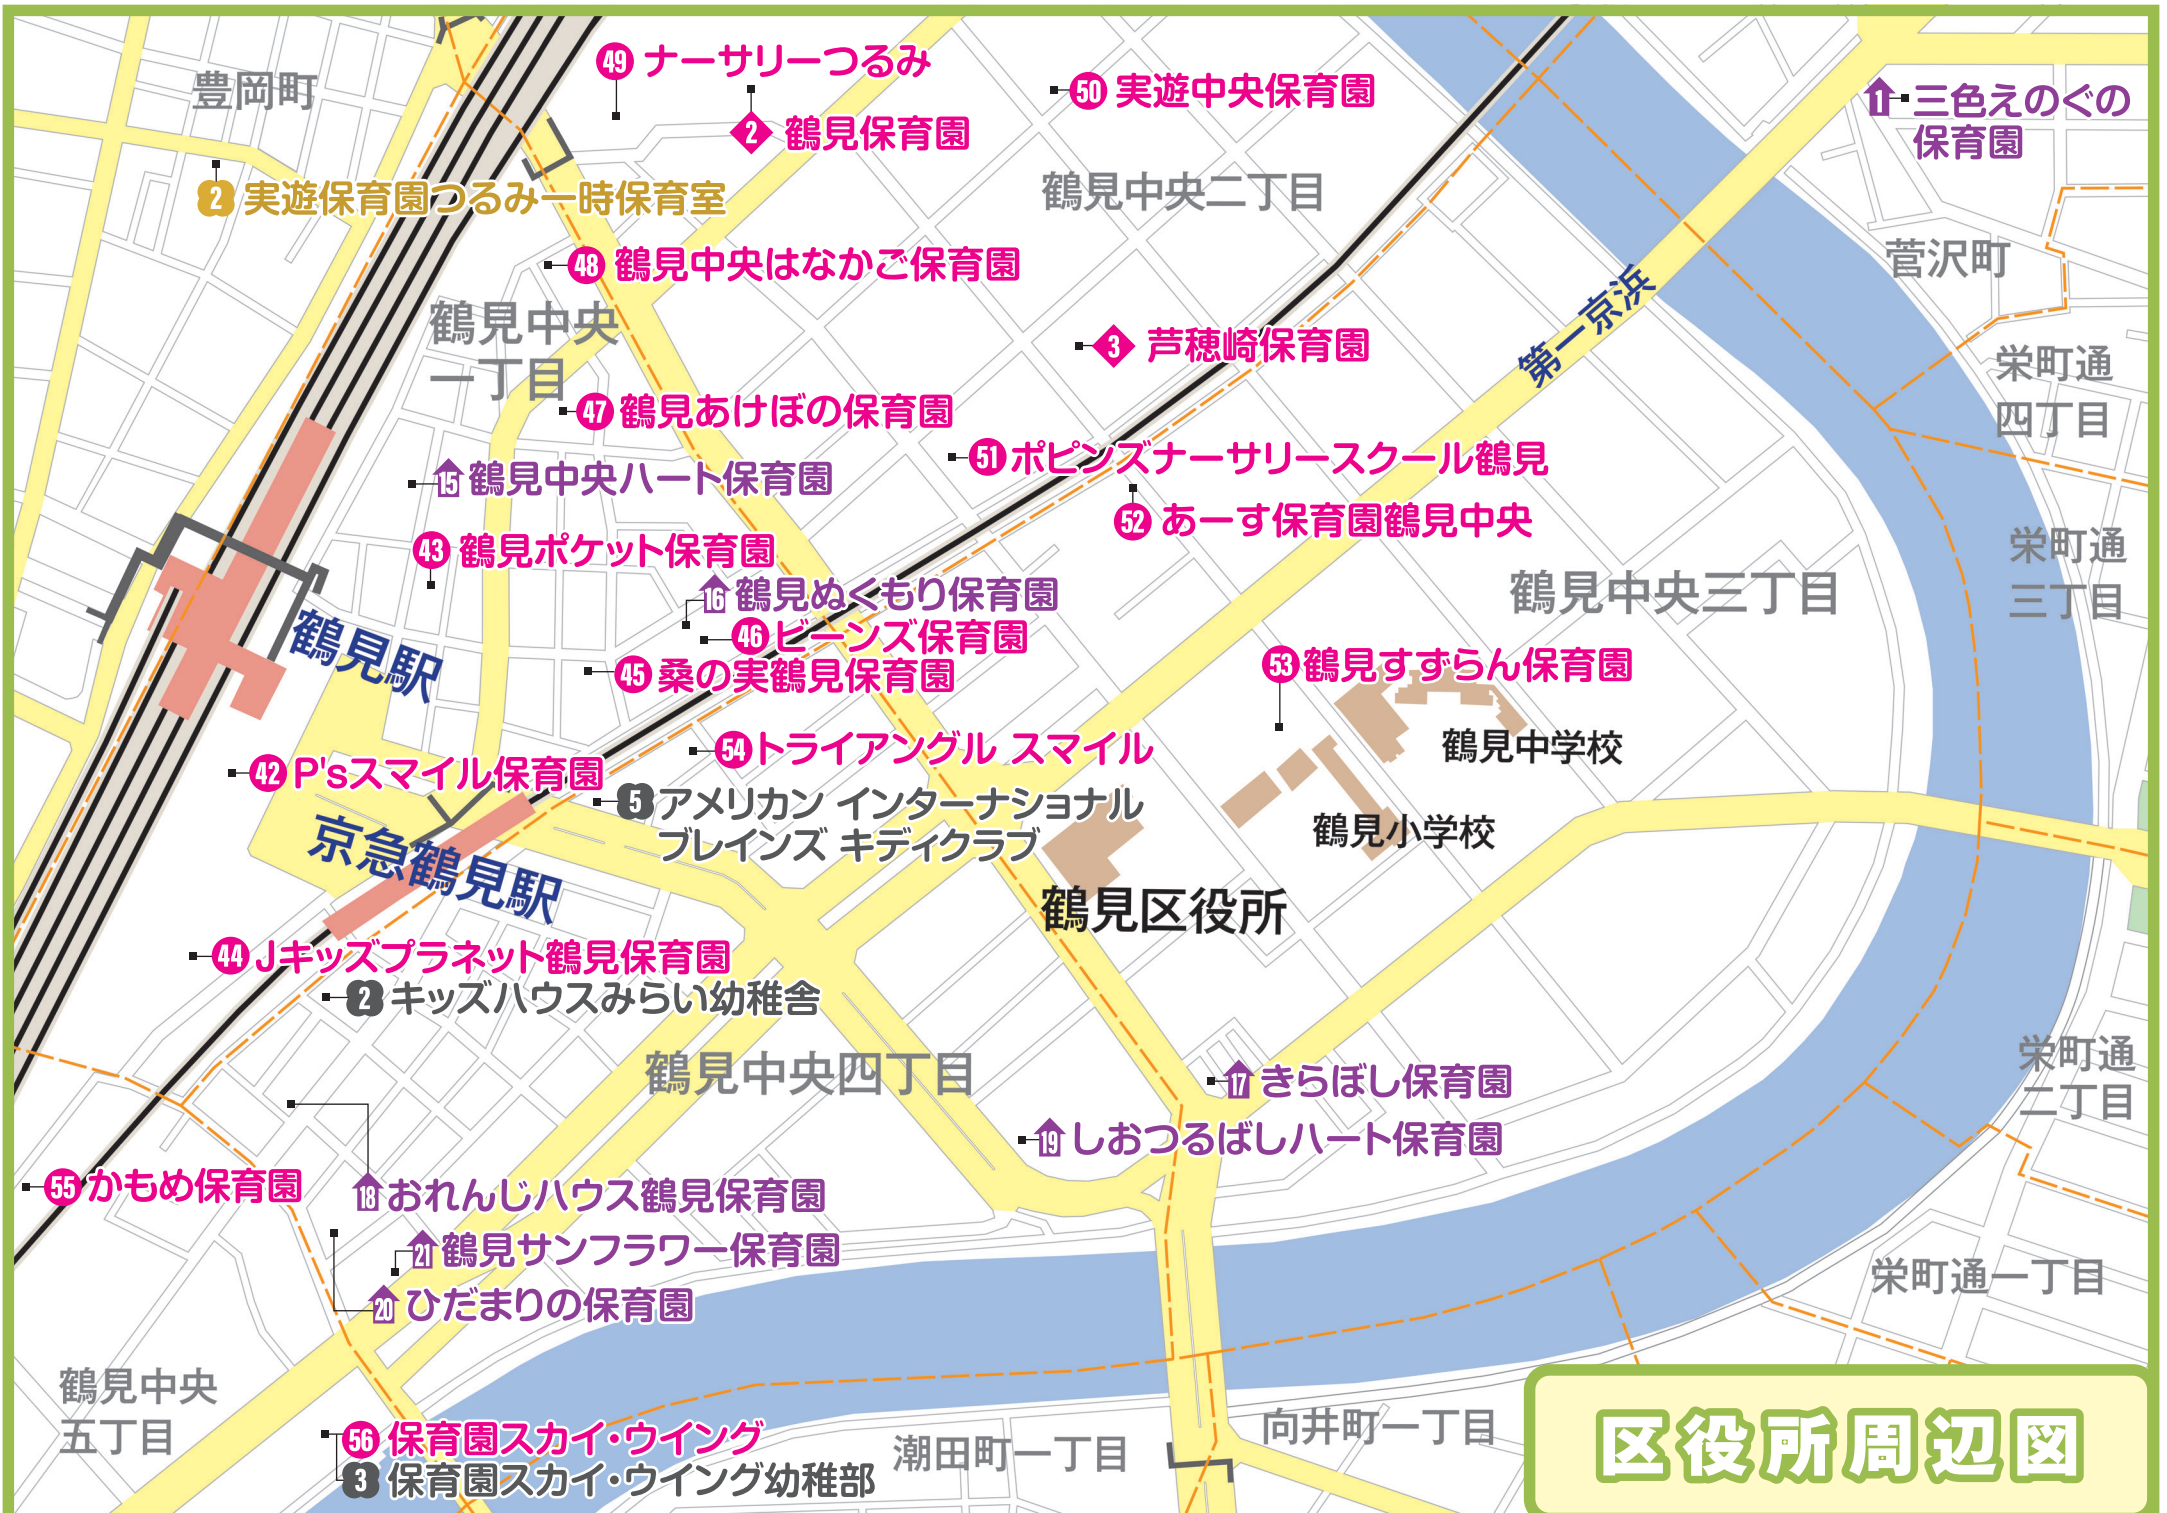 49 ナーサリーつるみ
豊岡町
50 実遊中央保育園
1 三色えのぐの
保育園
2 鶴見保育園
2 実遊保育園つるみ一時保育室
鶴見中央二丁目
48 鶴見中央はなかご保育園
菅沢町
鶴見中央
一丁目
第一京浜
3 芦穂崎保育園
栄町通
四丁目
47 鶴見あけぼの保育園
51 ポピンズナーサリースクール鶴見
15 鶴見中央ハート保育園
52 あーす保育園鶴見中央
43 鶴見ポケット保育園
栄町通
三丁目
16 鶴見ぬくもり保育園
鶴見中央三丁目
46 ビーンズ保育園
鶴見駅
45 桑の実鶴見保育園
53 鶴見すずらん保育園
54 トライアングル スマイル
鶴見中学校
42 P'sスマイル保育園
5 アメリカン インターナショナル
ブレインズ キディクラブ
鶴見小学校
京急鶴見駅
鶴見区役所
44 Jキッズプラネット鶴見保育園
2 キッズハウスみらい幼稚舎
鶴見中央四丁目
栄町通
二丁目
17 きらぼし保育園
19 しおつるばしハート保育園
55 かもめ保育園
18 おれんじハウス鶴見保育園
21 鶴見サンフラワー保育園
栄町通一丁目
20 ひだまりの保育園
鶴見中央
五丁目
56 保育園スカイ・ウイング
3 保育園スカイ・ウイング幼稚部
潮田町一丁目
向井町一丁目
区役所周辺図